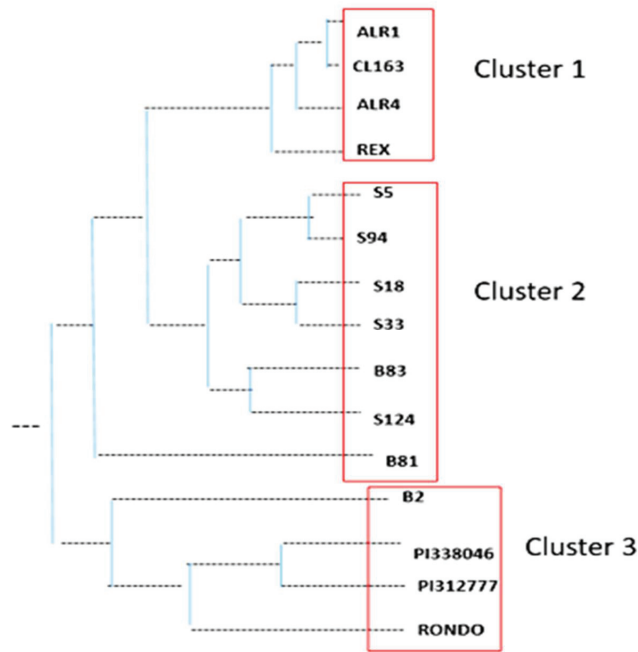 ALR1
CL163
Cluster 1
ALR4
REX
S5
S94
S18
Cluster 2
S33
B83
S124
B81
B2
Cluster 3
PI338046
PI312777
RONDO